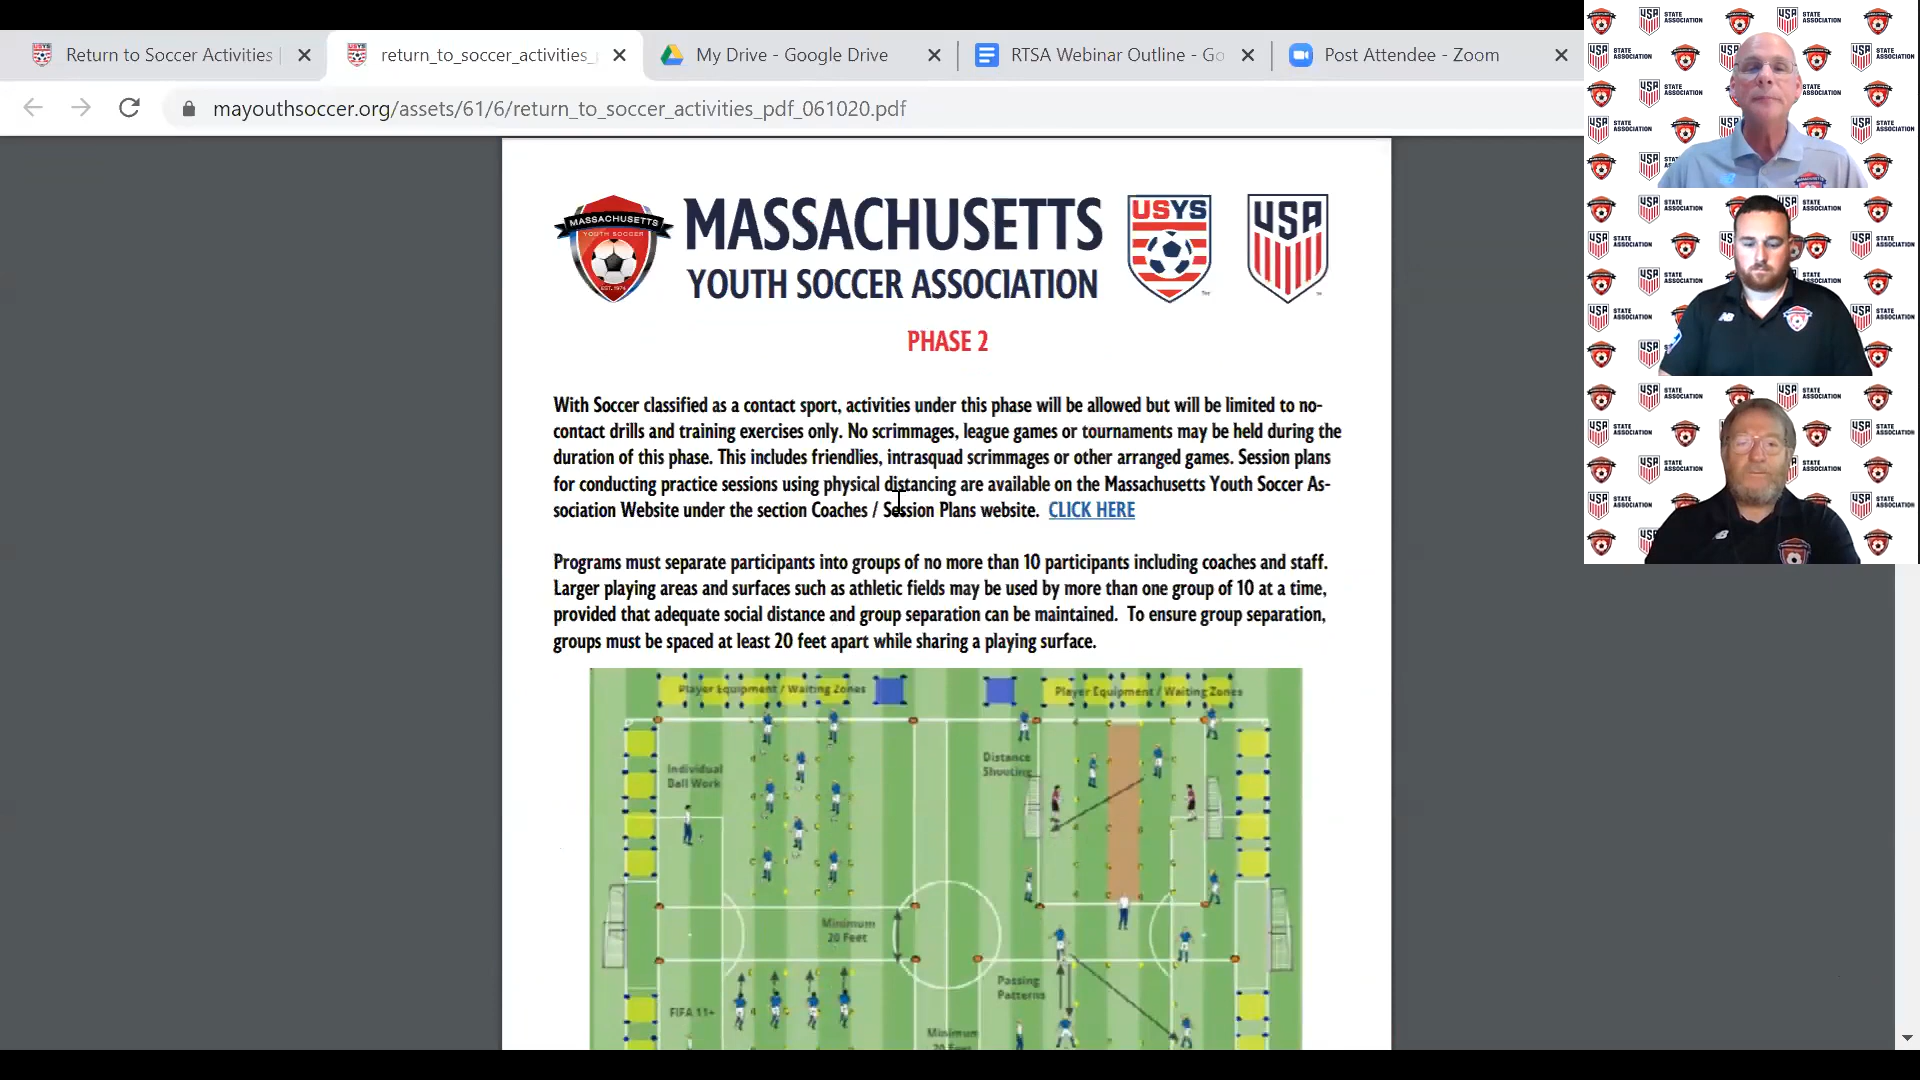 Return to Soccer Activities
return_to_soccer_activities_
My Drive - Google Drive
RTSA Webinar Outline - Go
Post Attendee - Zoom
mayouthsoccer.org/assets/61/6/return_to_soccer_activities_pdf_061020.pdf
MASSACHUSETTS
YOUTH SOCCER
EST. 1974
MASSACHUSETTS
YOUTH SOCCER ASSOCIATION
USYS
USA
PHASE 2
With Soccer classified as a contact sport, activities under this phase will be allowed but will be limited to no-
contact drills and training exercises only. No scrimmages, league games or tournaments may be held during the
duration of this phase. This includes friendlies, intrasquad scrimmages or other arranged games. Session plans
for conducting practice sessions using physical distancing are available on the Massachusetts Youth Soccer As-
sociation Website under the section Coaches / Session Plans website. CLICK HERE
Programs must separate participants into groups of no more than 10 participants including coaches and staff.
Larger playing areas and surfaces such as athletic fields may be used by more than one group of 10 at a time,
provided that adequate social distance and group separation can be maintained. To ensure group separation,
groups must be spaced at least 20 feet apart while sharing a playing surface.
Player Equipment / Waiting Zones
Player Equipment / Waiting Zones
Individual
Ball Work
Distance
Shooting
Minimum
20 Feet
Passing
Patterns
FIFA 11+
Minimum
20 Feet
USA STATE ASSOCIATION
NB